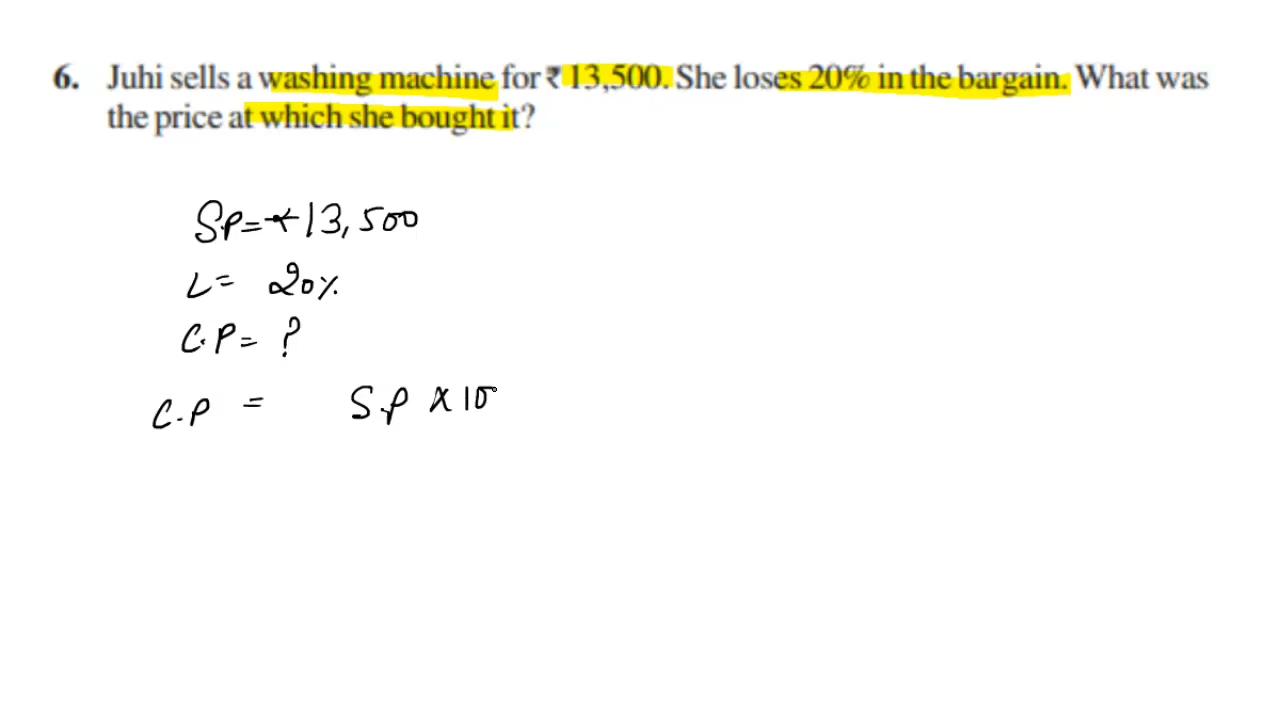 6. Juhi sells a washing machine for ₹ 13,500. She loses 20% in the bargain. What was
the price at which she bought it?
S.P = ₹ 13,500
L = 20%
C.P = ?
C.P = S.P × 10